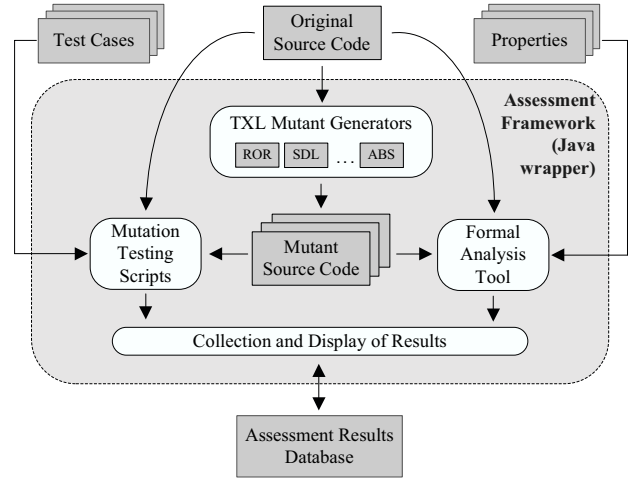 Test Cases
Original
Source Code
Properties
Assessment
Framework
(Java
wrapper)
TXL Mutant Generators
ROR SDL ... ABS
Mutation
Testing
Scripts
Mutant
Source Code
Formal
Analysis
Tool
Collection and Display of Results
Assessment Results
Database